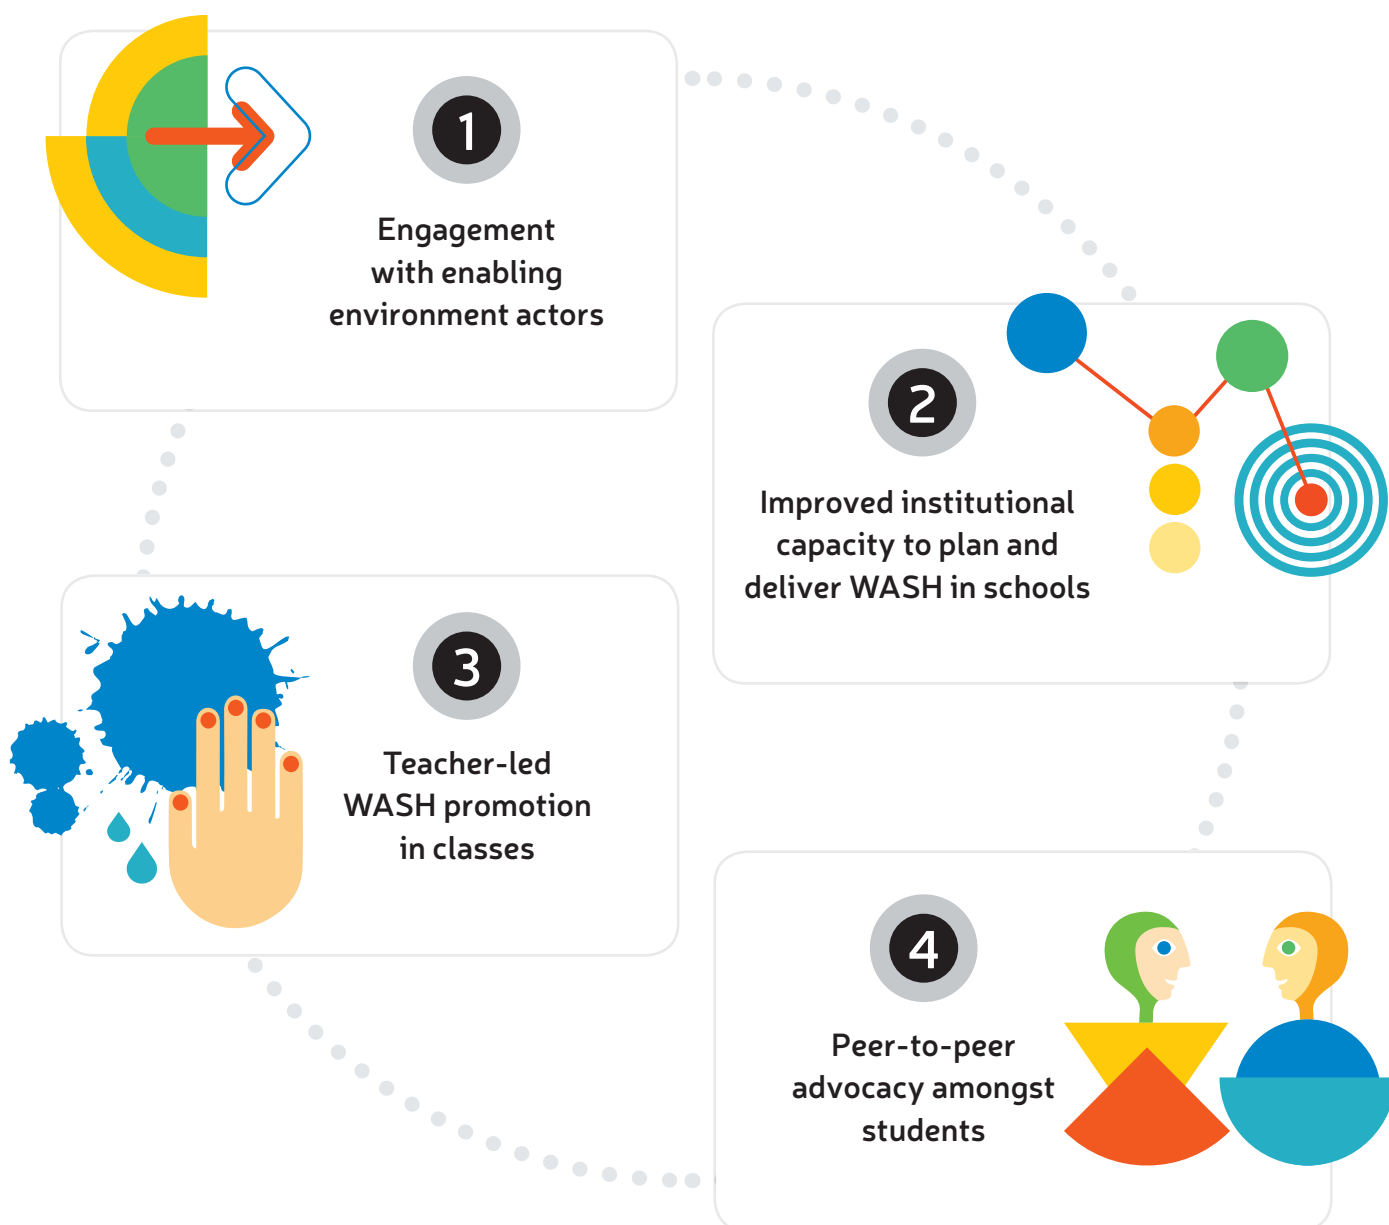 1
Engagement
with enabling
environment actors
2
Improved institutional
capacity to plan and
deliver WASH in schools
3
Teacher-led
WASH promotion
in classes
4
Peer-to-peer
advocacy amongst
students